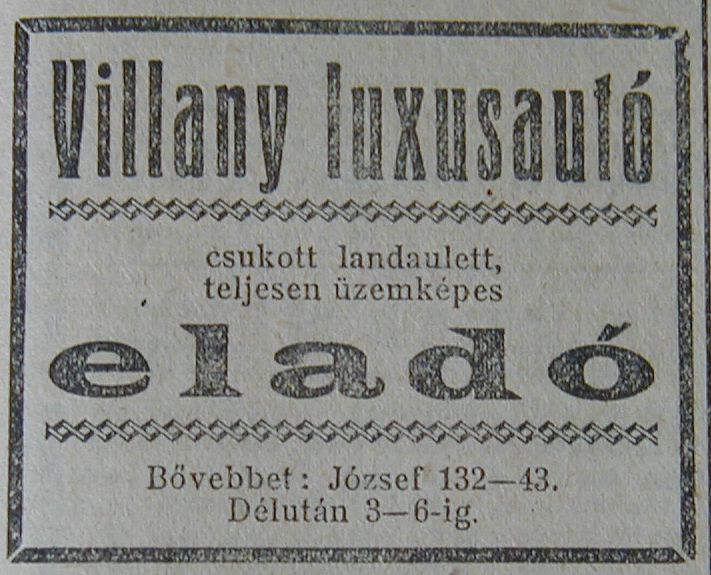 Villany luxusautó
csukott landaulett,
teljesen üzemképes
eladó
Bővebbet: József 132—43.
Délután 3—6-ig.